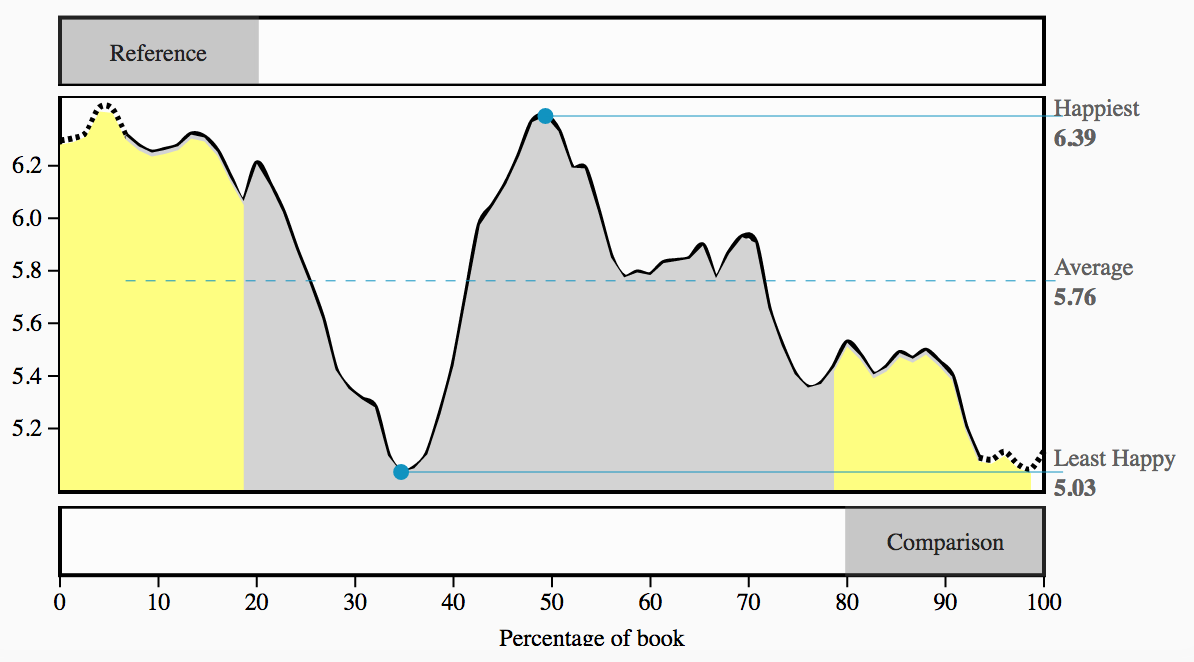 Reference
Happiest
6.39
6.2
6.0
5.8
Average
5.76
5.6
5.4
5.2
Least Happy
5.03
Comparison
0 10 20 30 40 50 60 70 80 90 100
Percentage of book